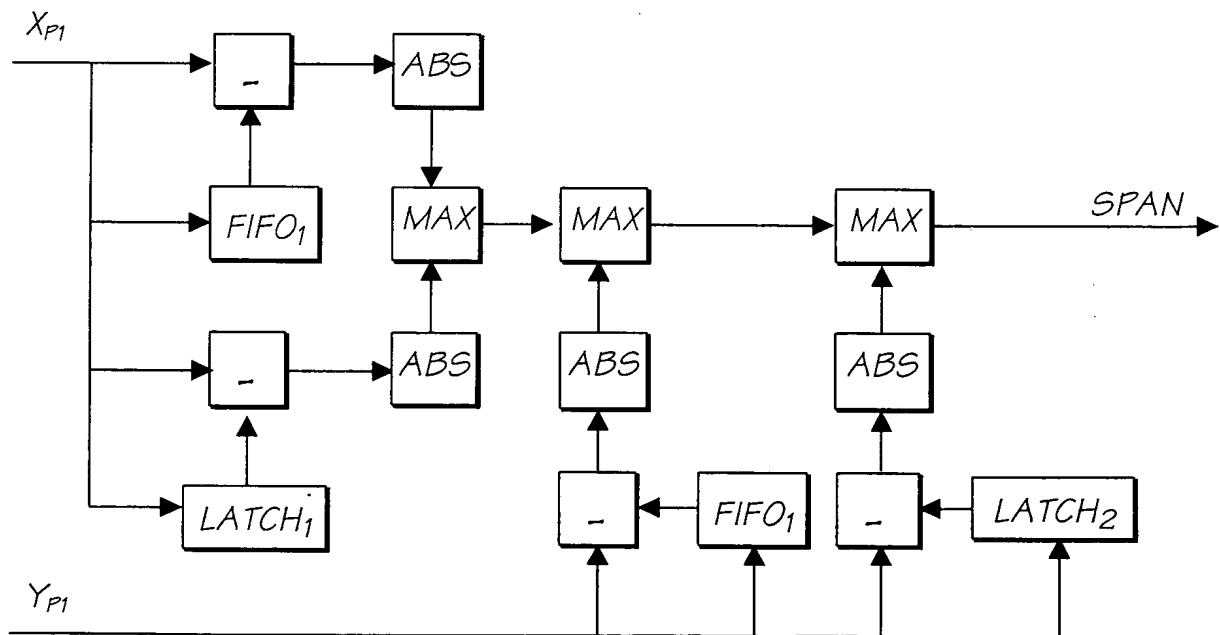 X_P1
- ABS
FIFO_1 MAX MAX MAX SPAN
- ABS ABS ABS
LATCH_1 - FIFO_1 - LATCH_2
Y_P1